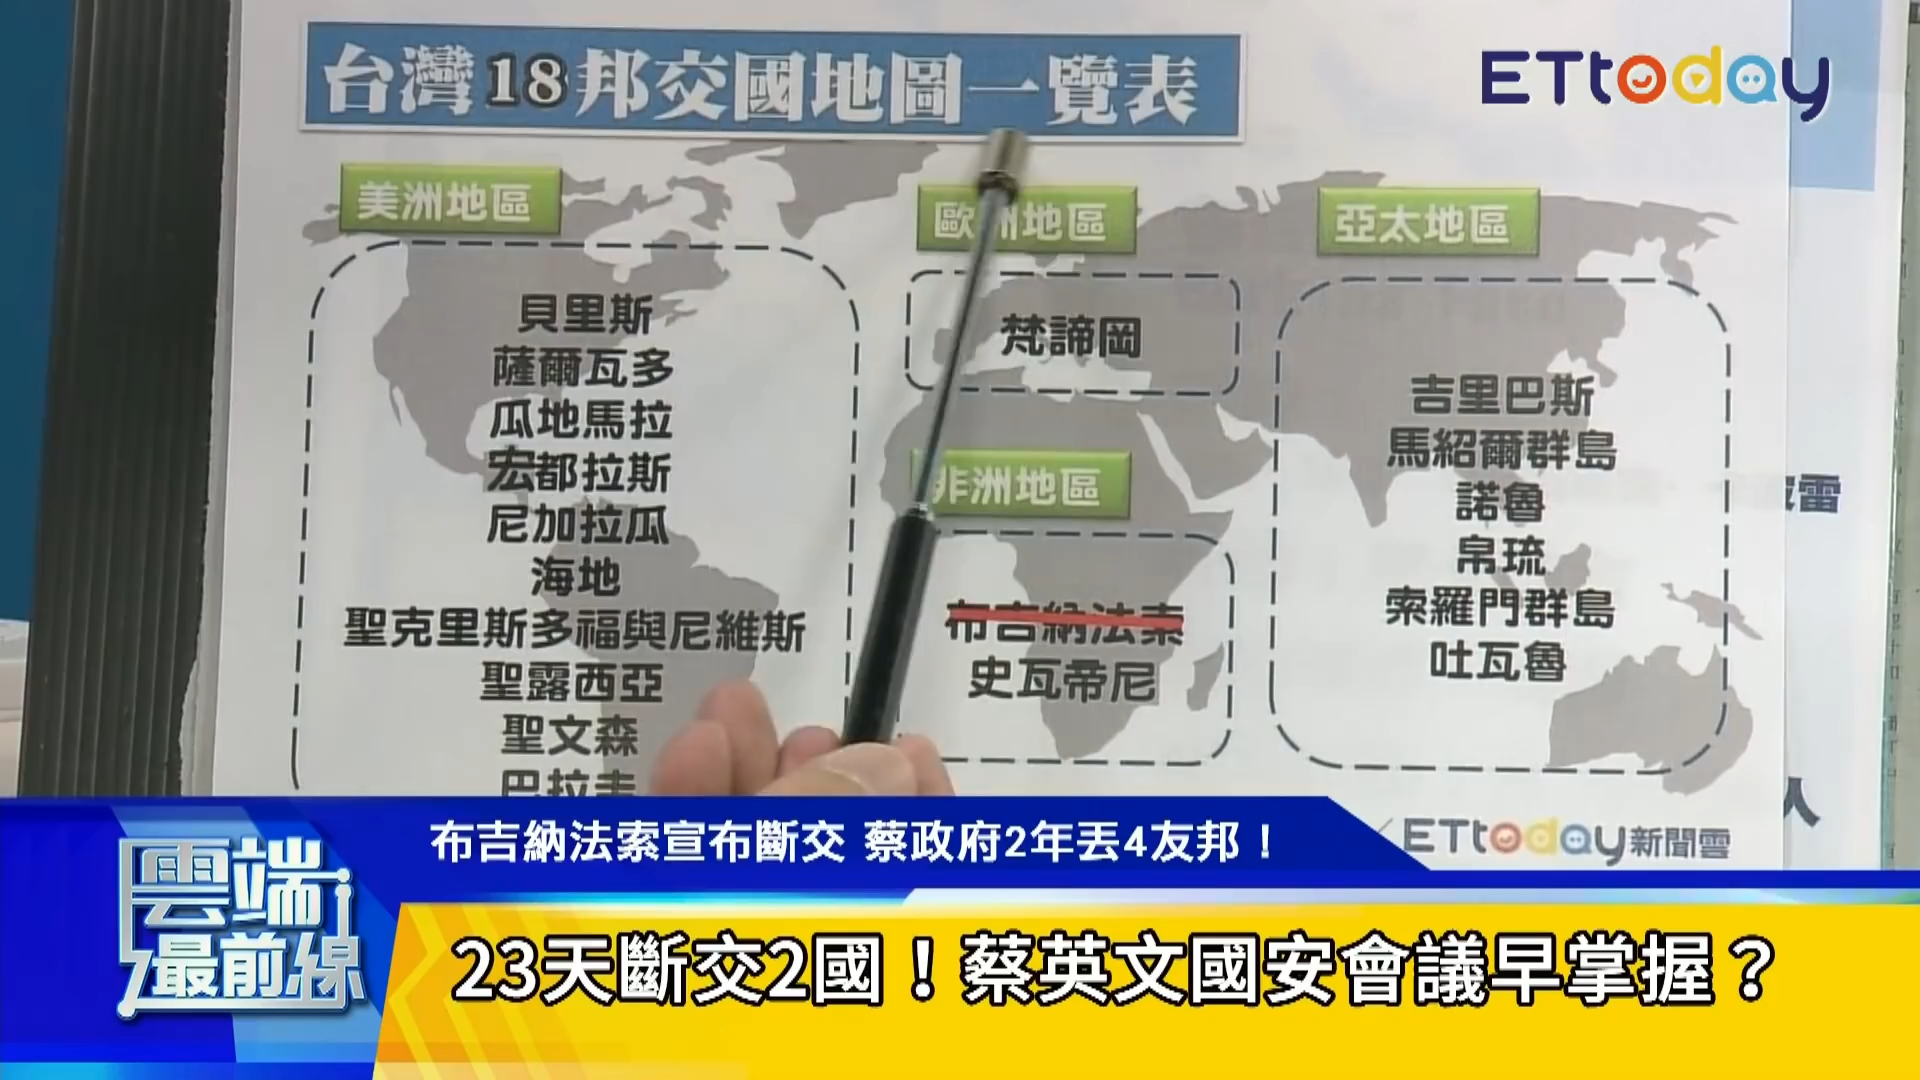 台灣18邦交國地圖一覽表
ETtoday
美洲地區
貝里斯
薩爾瓦多
瓜地馬拉
宏都拉斯
尼加拉瓜
海地
聖克里斯多福與尼維斯
聖露西亞
聖文森
巴拉圭
歐洲地區
梵諦岡
非洲地區
布吉納法索
史瓦帝尼
亞太地區
吉里巴斯
馬紹爾群島
諾魯
帛琉
索羅門群島
吐瓦魯
雷
人
ETtoday新聞雲
雲端最前線
布吉納法索宣布斷交 蔡政府2年丟4友邦！
23天斷交2國！蔡英文國安會議早掌握？